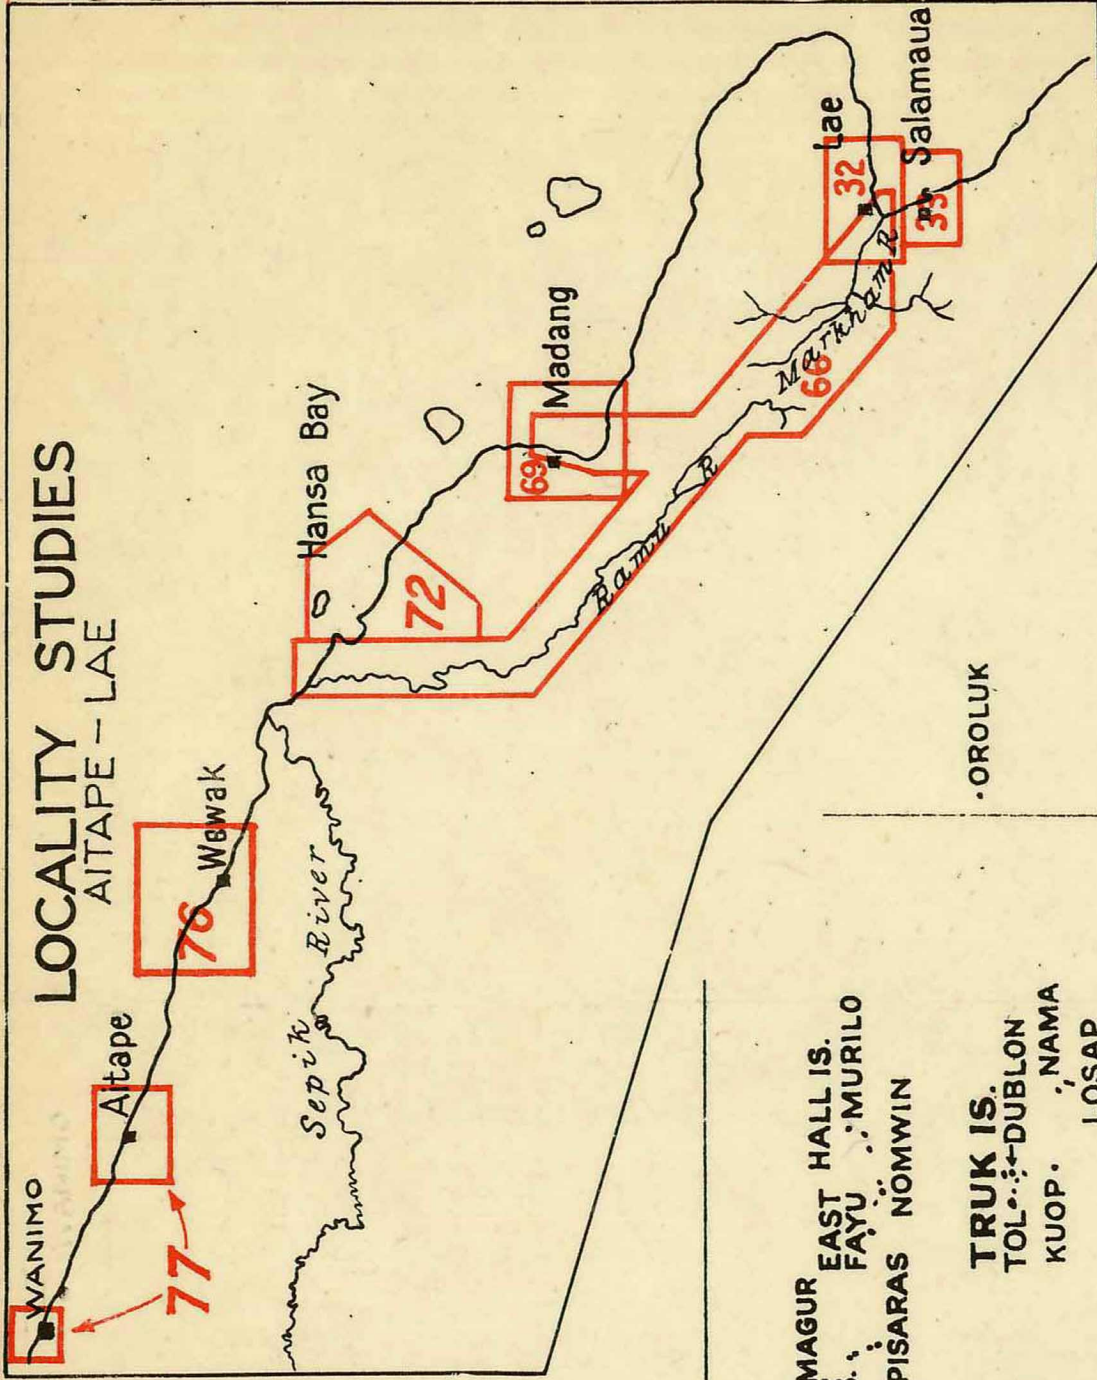 LOCALITY STUDIES
AITAPE – LAE
WANIMO
77
Aitape
76
Wewak
Sepik River
Hansa Bay
72
Madang
69
Ramu R
66
Markham R
Lae
32
Salamaua
33
MAGUR
EAST HALL IS.
FAYU
MURILO
PISARAS
NOMWIN
OROLUK
TRUK IS.
TOL
DUBLON
KUOP
NAMA
LOSAP